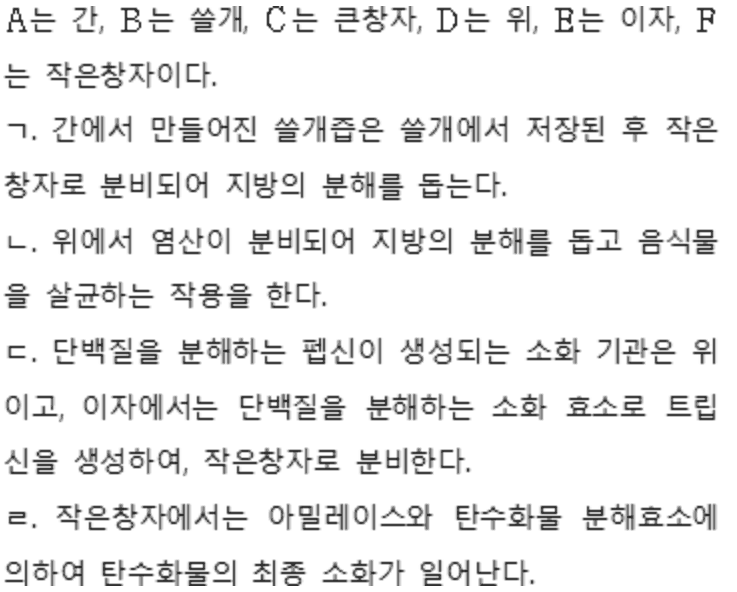 A는 간, B는 쓸개, C는 큰창자, D는 위, E는 이자, F
는 작은창자이다.
ㄱ. 간에서 만들어진 쓸개즙은 쓸개에서 저장된 후 작은
창자로 분비되어 지방의 분해를 돕는다.
ㄴ. 위에서 염산이 분비되어 지방의 분해를 돕고 음식물
을 살균하는 작용을 한다.
ㄷ. 단백질을 분해하는 펩신이 생성되는 소화 기관은 위
이고, 이자에서는 단백질을 분해하는 소화 효소로 트립
신을 생성하여, 작은창자로 분비한다.
ㄹ. 작은창자에서는 아밀레이스와 탄수화물 분해효소에
의하여 탄수화물의 최종 소화가 일어난다.